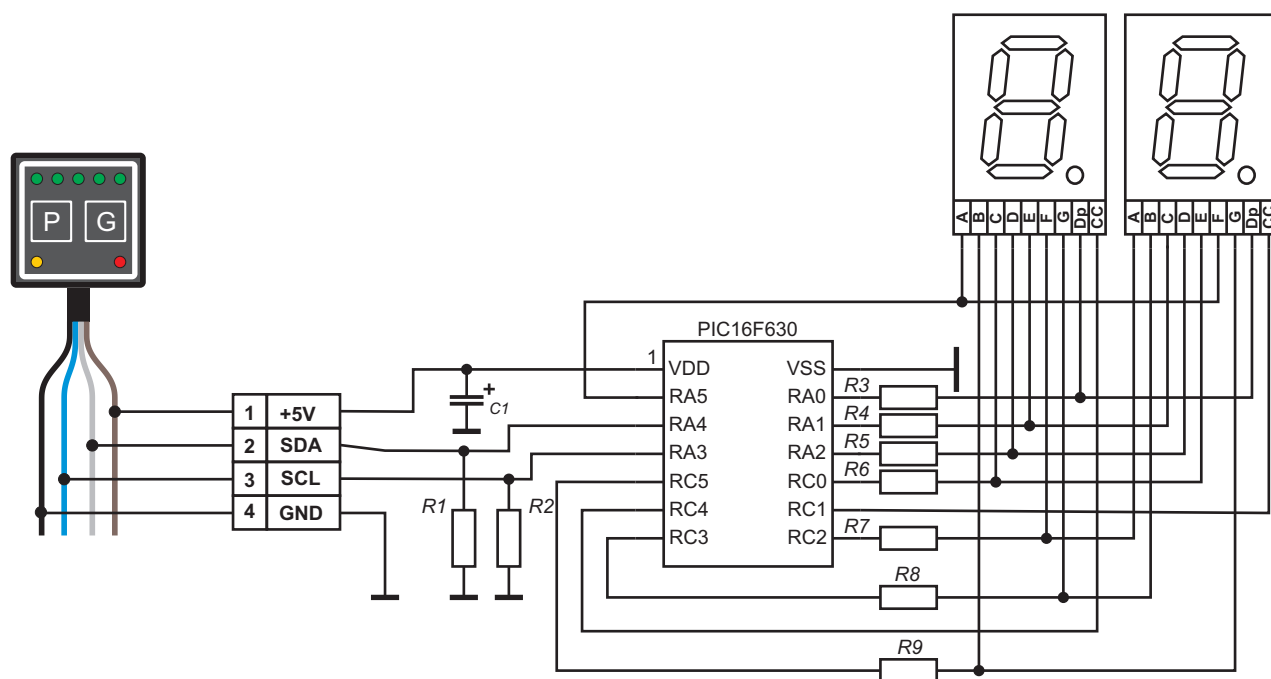 A B C D E F G Dp CC
A B C D E F G Dp CC
P G
PIC16F630
1 VDD VSS
RA5 RA0 R3
RA4 RA1 R4
RA3 RA2 R5
RC5 RC0 R6
RC4 RC1
RC3 RC2 R7
C1
1 +5V
2 SDA
3 SCL
4 GND
R1 R2
R8
R9